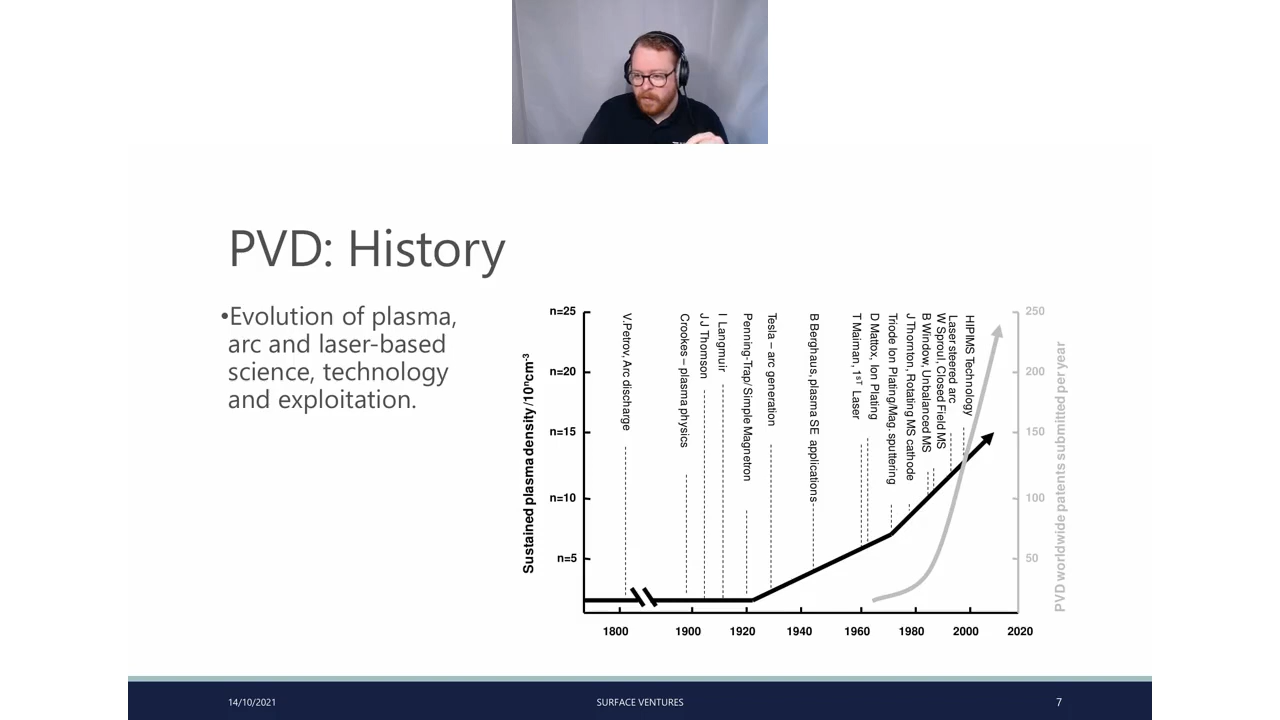 PVD: History
•Evolution of plasma,
arc and laser-based
science, technology
and exploitation.
Sustained plasma density /10ⁿcm⁻³
n=25
n=20
n=15
n=10
n=5
V.Petrov, Arc discharge
Crookes – plasma physics
J J Thomson
I Langmuir
Penning-Trap/Simple Magnetron
Tesla – arc generation
B Berghaus, plasma SE applications
T Maiman, 1ˢᵀ Laser
D Mattox, Ion Plating
Triode Ion Plating/Mag. sputtering
J Thornton, Rotating MS cathode
B Window, Unbalanced MS
W Sproul, Closed Field MS
Laser steered arc
HIPIMS Technology
250
200
150
100
50
PVD worldwide patents submitted per year
1800
1900
1920
1940
1960
1980
2000
2020
14/10/2021
SURFACE VENTURES
7